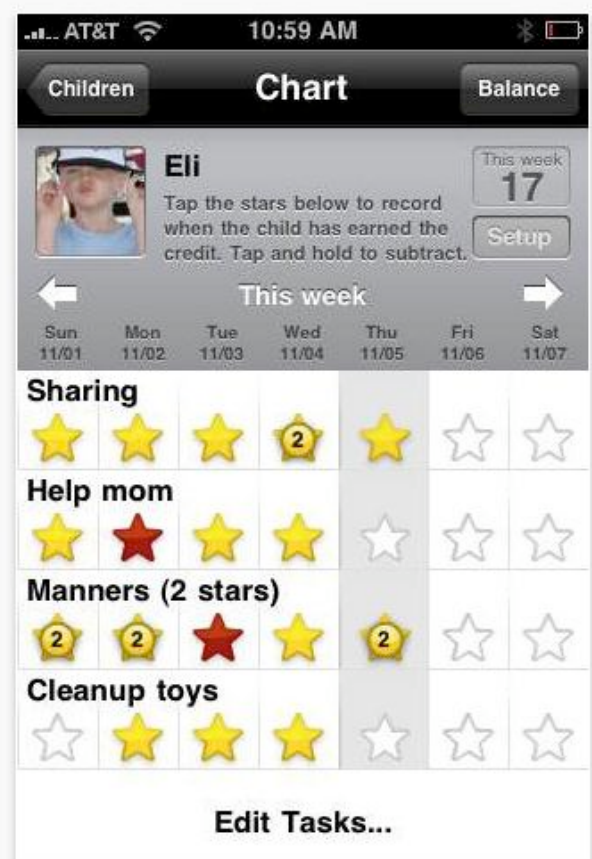 AT&T 10:59 AM
Children Chart Balance
Eli
This week
17
Tap the stars below to record
when the child has earned the
credit. Tap and hold to subtract.
Setup
This week
Sun Mon Tue Wed Thu Fri Sat
11/01 11/02 11/03 11/04 11/05 11/06 11/07
Sharing
2
Help mom
Manners (2 stars)
2 2 2
Cleanup toys
Edit Tasks...